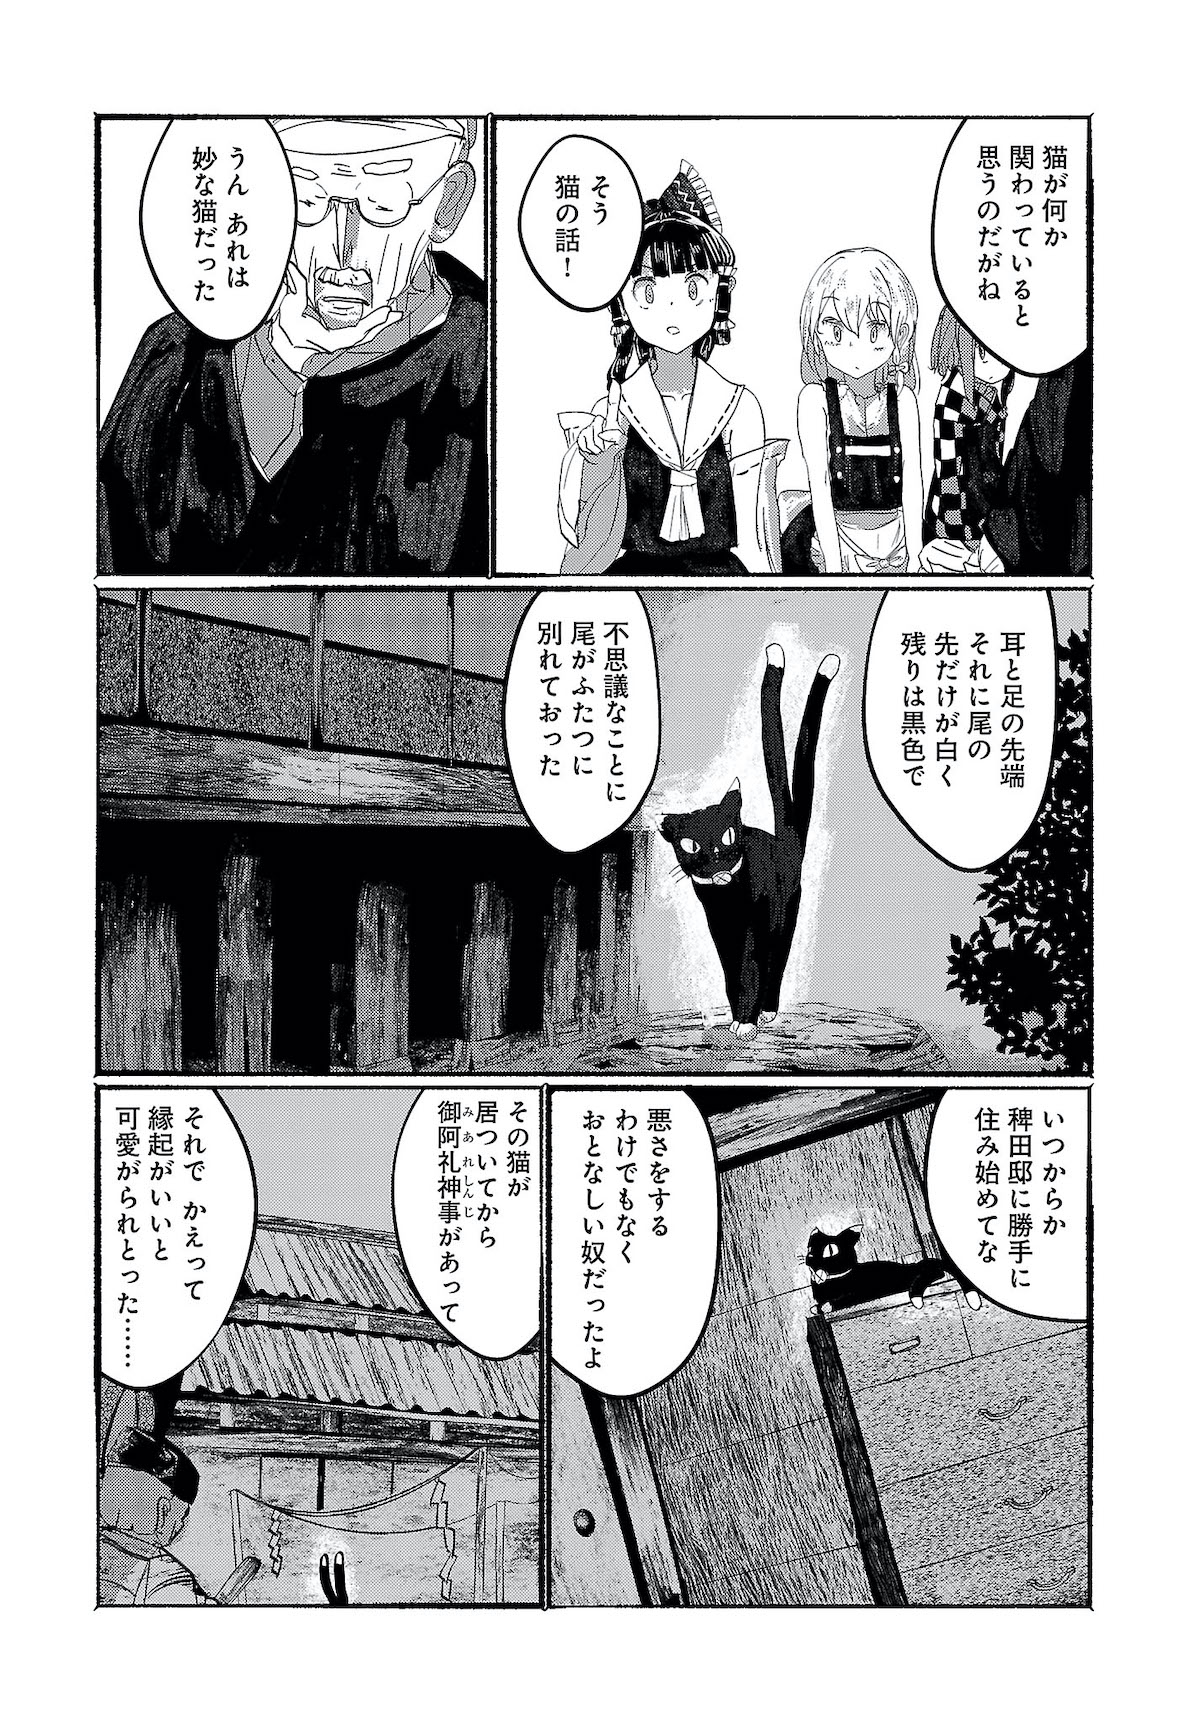 猫が何か
関わっていると
思うのだがね
そう
猫の話！
うん あれは
妙な猫だった
耳と足の先端
それに尾の
先だけが白く
残りは黒色で
不思議なことに
尾がふたつに
別れておった
いつからか
稗田邸に勝手に
住み始めてな
悪さをする
わけでもなく
おとなしい奴だったよ
その猫が
居ついてから
御阿礼神事があって
みあれしんじ
それで かえって
縁起がいいと
可愛がられとった……